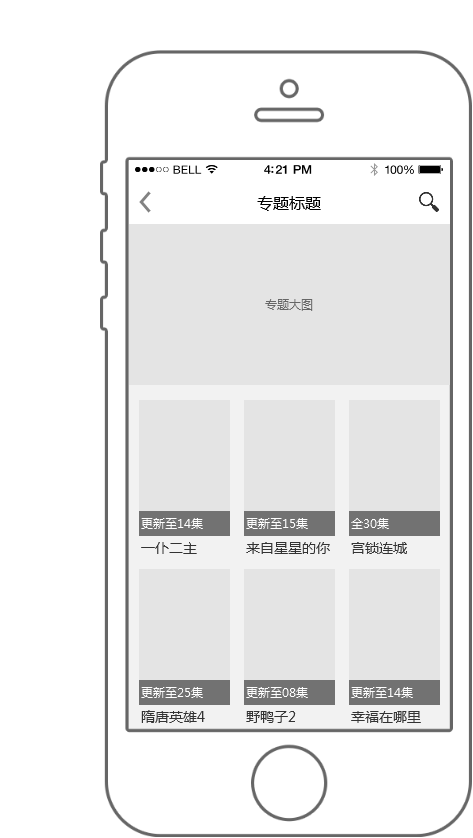 BELL 4:21 PM 100%
专题标题
专题大图
更新至14集 更新至15集 全30集
一仆二主 来自星星的你 宫锁连城
更新至25集 更新至08集 更新至14集
隋唐英雄4 野鸭子2 幸福在哪里